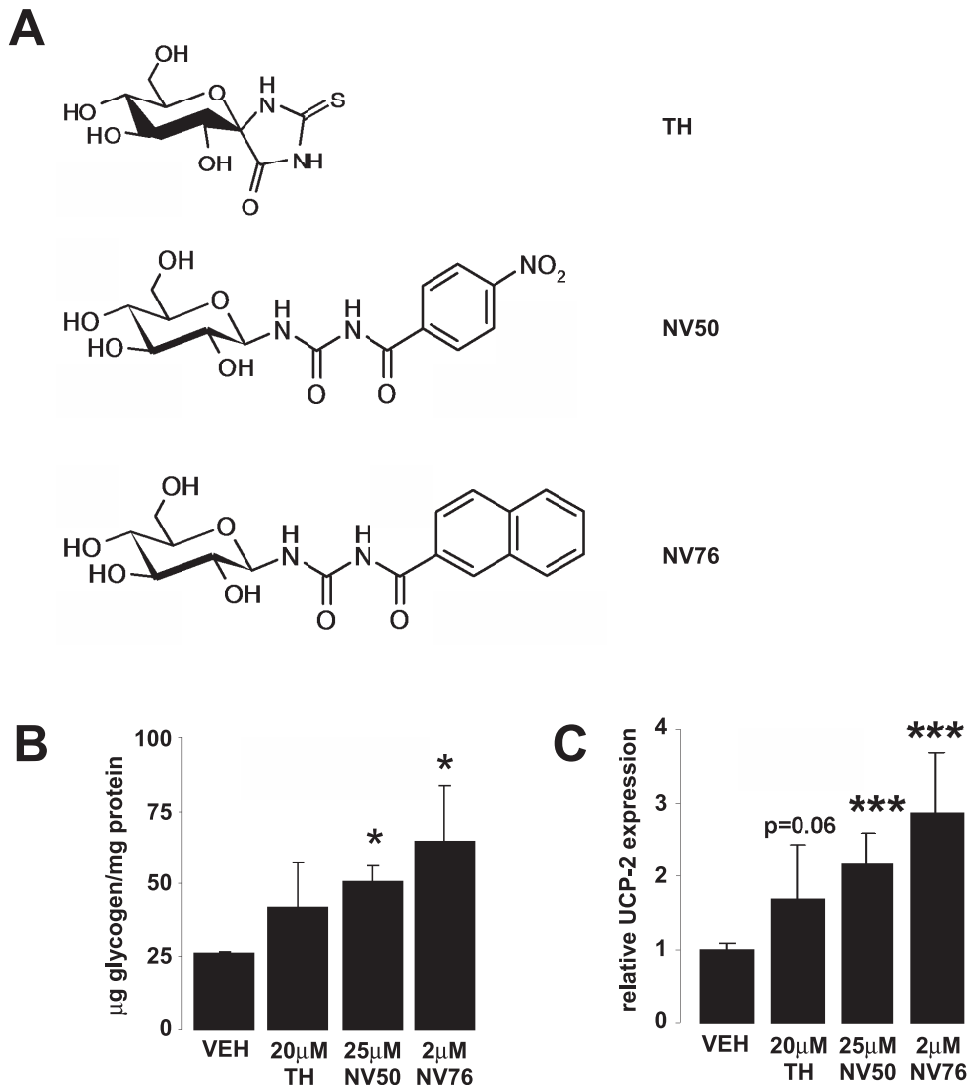 A
OH
HO
HO
OH
O
H
N
S
NH
O
TH
OH
HO
HO
OH
O
H
N
H
N
O
O
NO2
NV50
OH
HO
HO
OH
O
H
N
H
N
O
O
NV76
B
µg glycogen/mg protein
100
75
50
25
0
*
*
VEH
20µM
TH
25µM
NV50
2µM
NV76
C
relative UCP-2 expression
4
3
2
1
0
p=0.06
***
***
VEH
20µM
TH
25µM
NV50
2µM
NV76